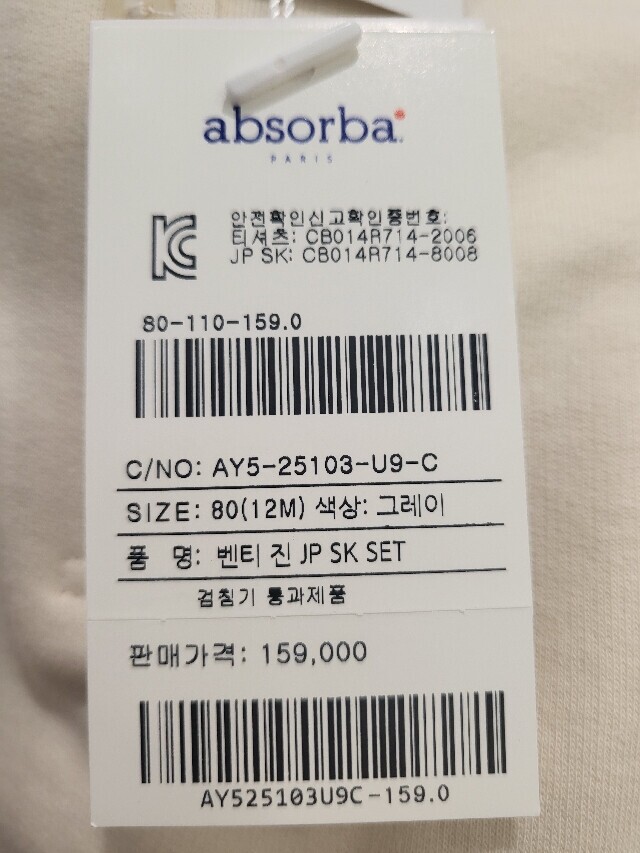 absorba
PARIS
안전확인신고확인증번호:
티셔츠: CB014R714-2006
JP SK: CB014R714-8008
80-110-159.0
C/NO: AY5-25103-U9-C
SIZE: 80(12M) 색상: 그레이
품 명: 벤티 진 JP SK SET
검침기 통과제품
판매가격: 159,000
AY525103U9C-159.0